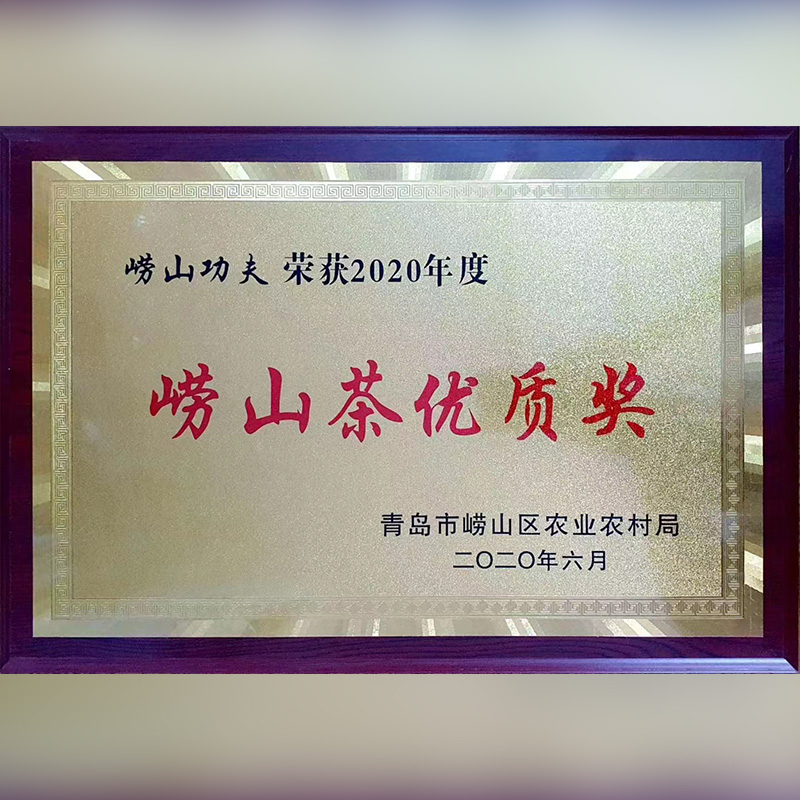 崂山功夫 荣获2020年度
崂山茶优质奖
青岛市崂山区农业农村局
二〇二〇年六月